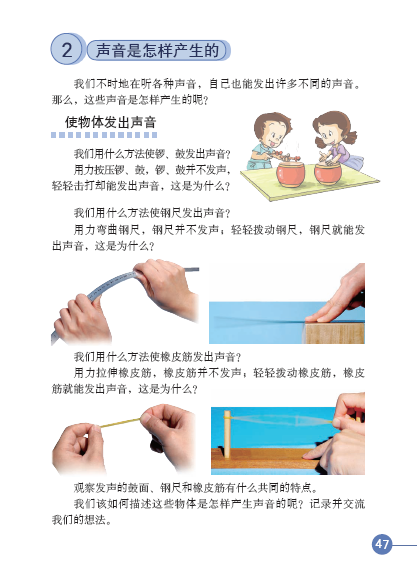 2 声音是怎样产生的
我们不时地在听各种声音，自己也能发出许多不同的声音。
那么，这些声音是怎样产生的呢？
使物体发出声音
我们用什么方法使锣、鼓发出声音？
用力按压锣、鼓，锣、鼓并不发声，
轻轻击打却能发出声音，这是为什么？
我们用什么方法使钢尺发出声音？
用力弯曲钢尺，钢尺并不发声；轻轻拨动钢尺，钢尺就能发
出声音，这是为什么？
我们用什么方法使橡皮筋发出声音？
用力拉伸橡皮筋，橡皮筋并不发声；轻轻拨动橡皮筋，橡皮
筋就能发出声音，这是为什么？
观察发声的鼓面、钢尺和橡皮筋有什么共同的特点。
我们该如何描述这些物体是怎样产生声音的呢？记录并交流
我们的想法。
47